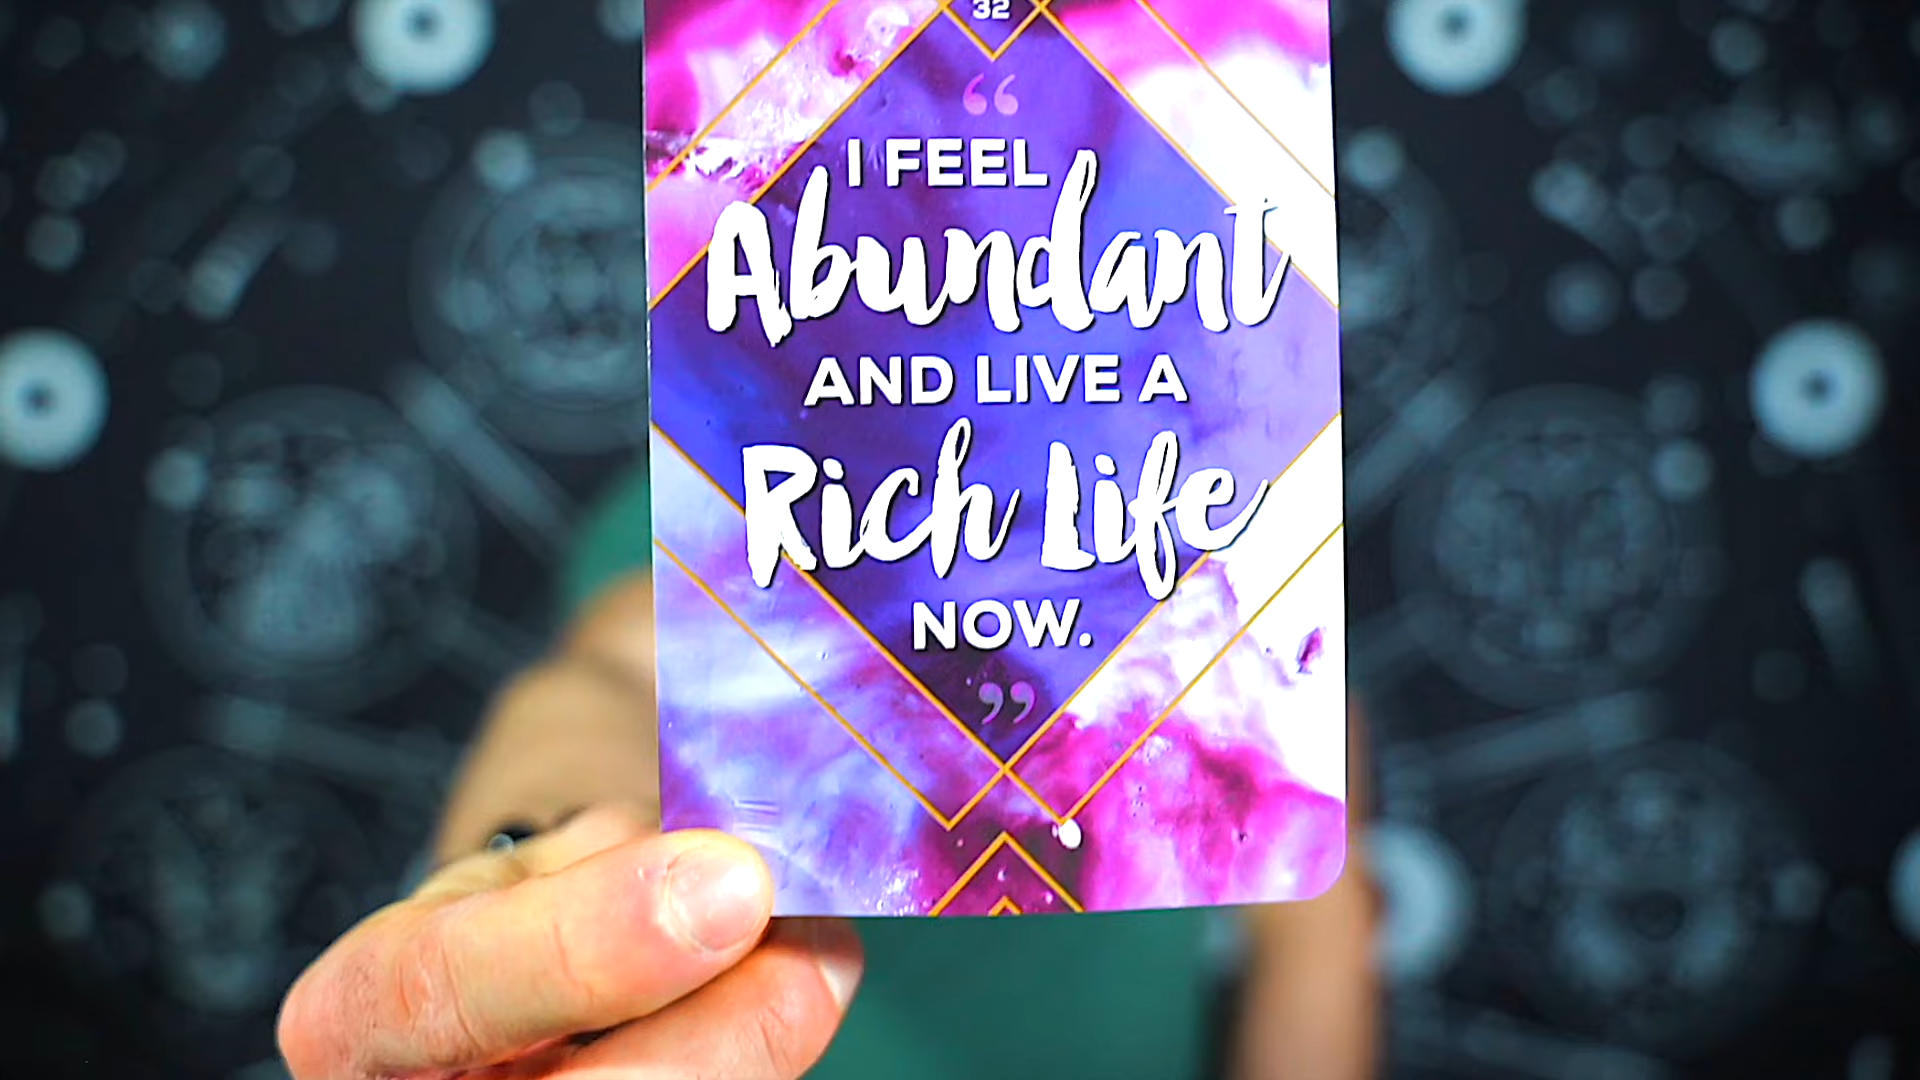 32
“
I FEEL
Abundant
AND LIVE A
Rich Life
NOW.
”